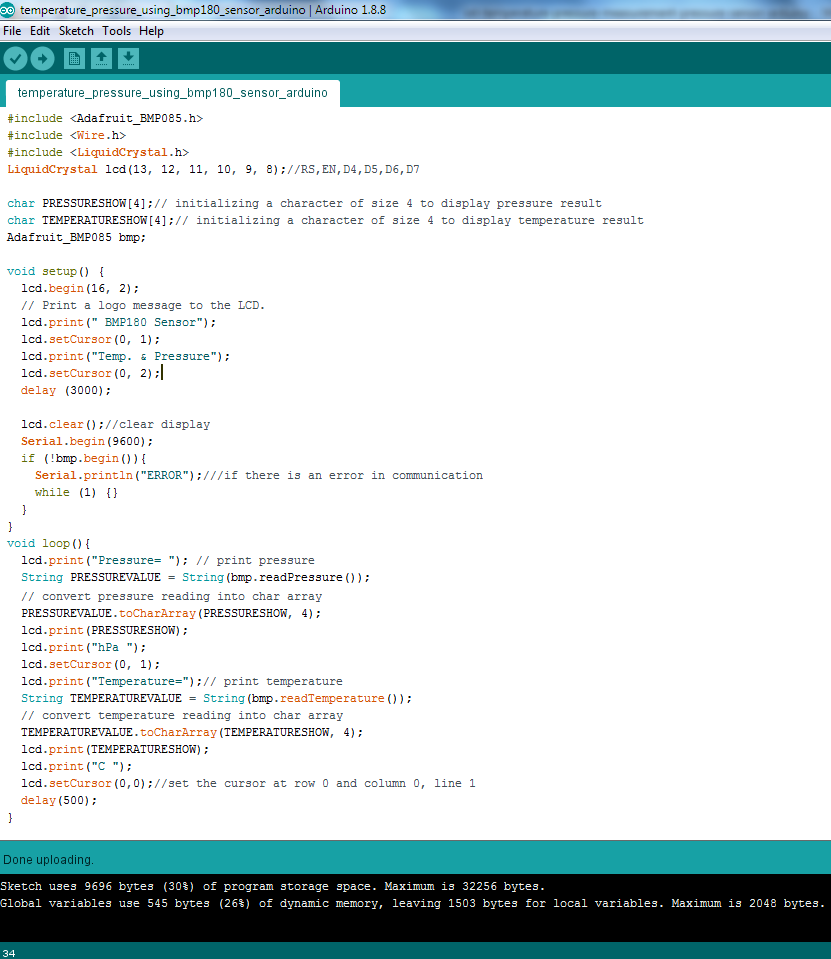 temperature_pressure_using_bmp180_sensor_arduino | Arduino 1.8.8
File Edit Sketch Tools Help
temperature_pressure_using_bmp180_sensor_arduino
#include <Adafruit_BMP085.h>
#include <Wire.h>
#include <LiquidCrystal.h>
LiquidCrystal lcd(13, 12, 11, 10, 9, 8);//RS,EN,D4,D5,D6,D7

char PRESSURESHOW[4];// initializing a character of size 4 to display pressure result
char TEMPERATURESHOW[4];// initializing a character of size 4 to display temperature result
Adafruit_BMP085 bmp;

void setup() {
  lcd.begin(16, 2);
  // Print a logo message to the LCD.
  lcd.print(" BMP180 Sensor");
  lcd.setCursor(0, 1);
  lcd.print("Temp. & Pressure");
  lcd.setCursor(0, 2);
  delay (3000);

  lcd.clear();//clear display
  Serial.begin(9600);
  if (!bmp.begin()){
    Serial.println("ERROR");///if there is an error in communication
    while (1) {}
  }
}
void loop(){
  lcd.print("Pressure= "); // print pressure
  String PRESSUREVALUE = String(bmp.readPressure());
  // convert pressure reading into char array
  PRESSUREVALUE.toCharArray(PRESSURESHOW, 4);
  lcd.print(PRESSURESHOW);
  lcd.print("hPa ");
  lcd.setCursor(0, 1);
  lcd.print("Temperature=");// print temperature
  String TEMPERATUREVALUE = String(bmp.readTemperature());
  // convert temperature reading into char array
  TEMPERATUREVALUE.toCharArray(TEMPERATURESHOW, 4);
  lcd.print(TEMPERATURESHOW);
  lcd.print("C ");
  lcd.setCursor(0,0);//set the cursor at row 0 and column 0, line 1
  delay(500);
}
Done uploading.
Sketch uses 9696 bytes (30%) of program storage space. Maximum is 32256 bytes.
Global variables use 545 bytes (26%) of dynamic memory, leaving 1503 bytes for local variables. Maximum is 2048 bytes.
34